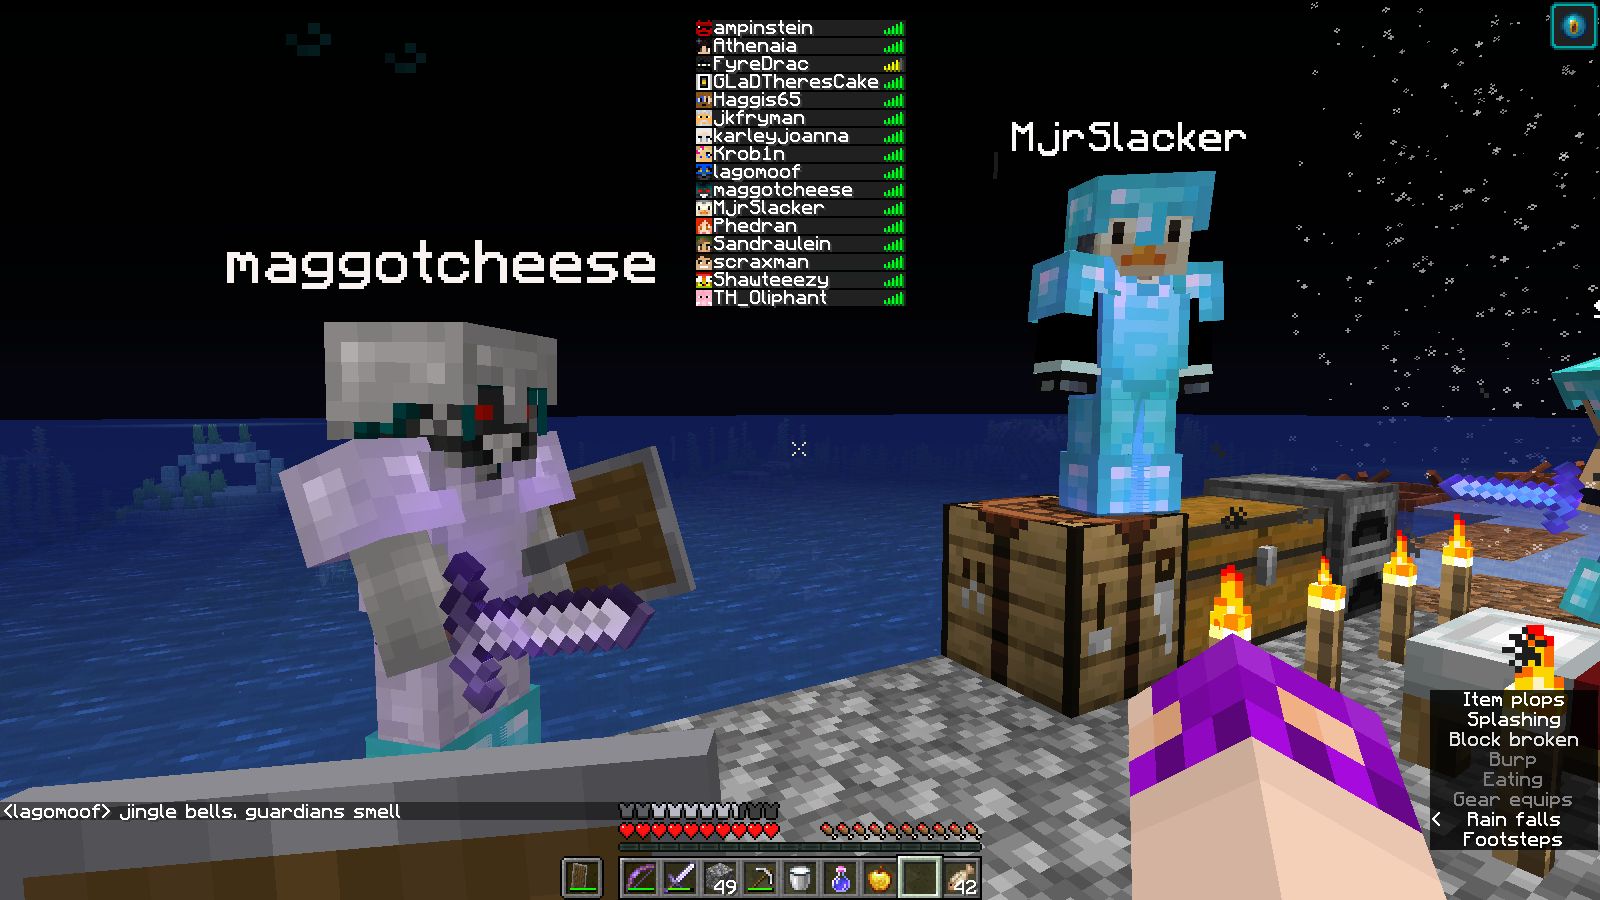 ampinstein
Athenaia
FyreDrac
GLaDTheresCake
Haggis65
jkfryman
karleyjoanna
Krob1n
lagomoof
maggotcheese
MjrSlacker
Phedran
Sandraulein
scraxman
Shawteeezy
TH_Oliphant
MjrSlacker
maggotcheese
Item plops
Splashing
Block broken
Burp
Eating
Gear equips
< Rain falls
Footsteps
<lagomoof> jingle bells. guardians smell
49
42